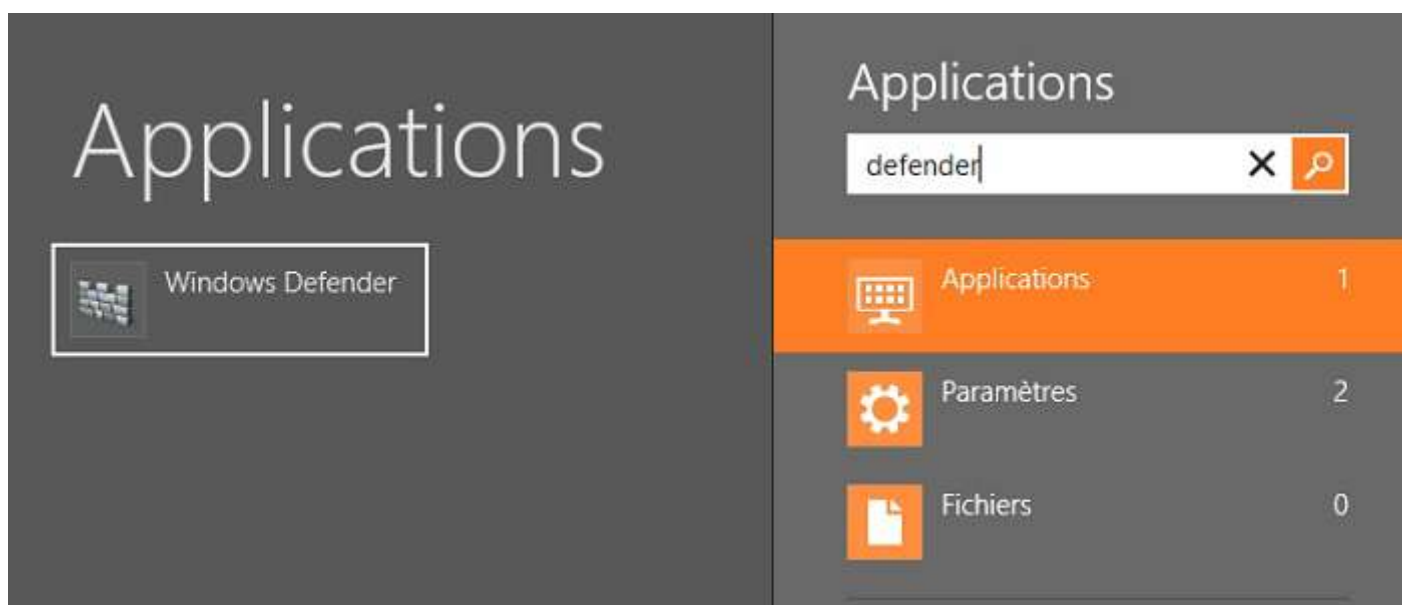 Applications
Windows Defender
Applications
defender
Applications 1
Paramètres 2
Fichiers 0